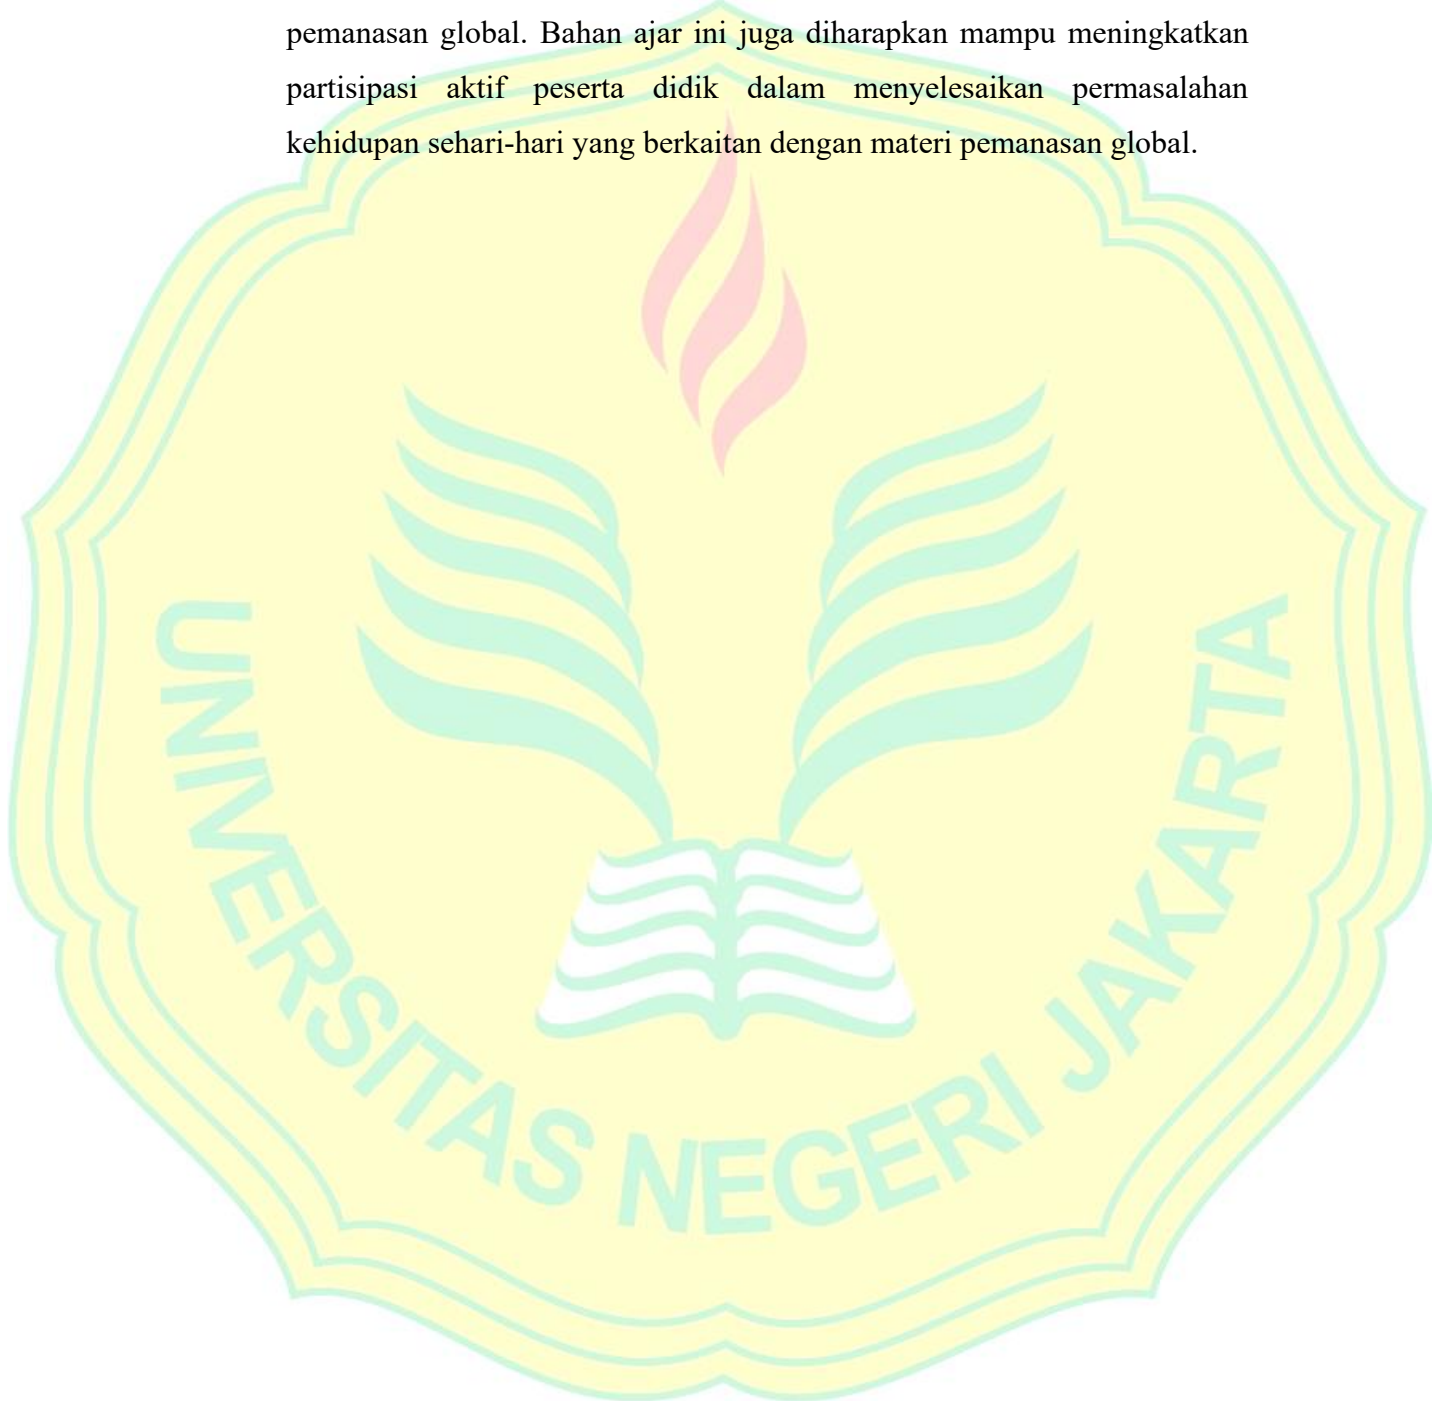 pemanasan global. Bahan ajar ini juga diharapkan mampu meningkatkan
partisipasi aktif peserta didik dalam menyelesaikan permasalahan
kehidupan sehari-hari yang berkaitan dengan materi pemanasan global.
UNIVERSITAS NEGERI JAKARTA